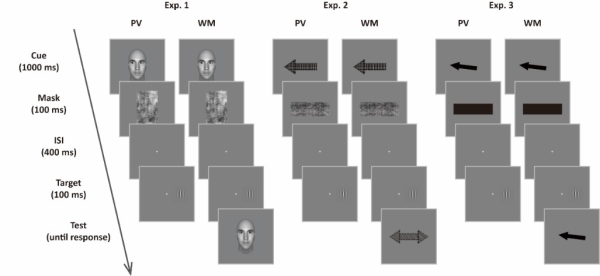 Exp. 1 Exp. 2 Exp. 3
PV WM PV WM PV WM
Cue
(1000 ms)
Mask
(100 ms)
ISI
(400 ms)
Target
(100 ms)
Test
(until response)